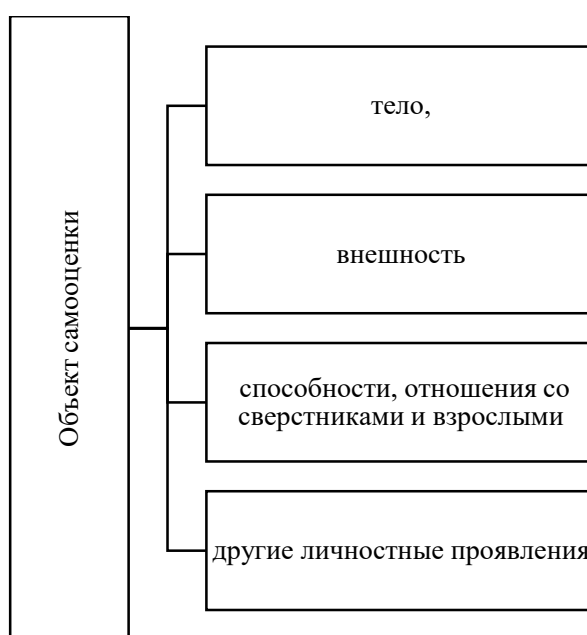 Объект самооценки
тело,
внешность
способности, отношения со
сверстниками и взрослыми
другие личностные проявления